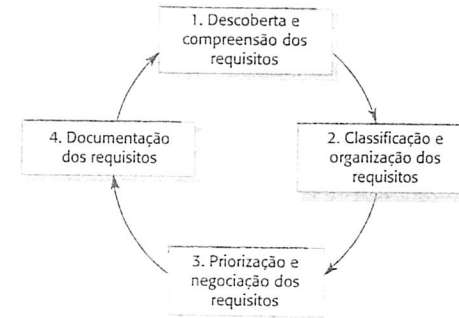 1. Descoberta e
compreensão dos
requisitos
2. Classificação e
organização dos
requisitos
3. Priorização e
negociação dos
requisitos
4. Documentação
dos requisitos